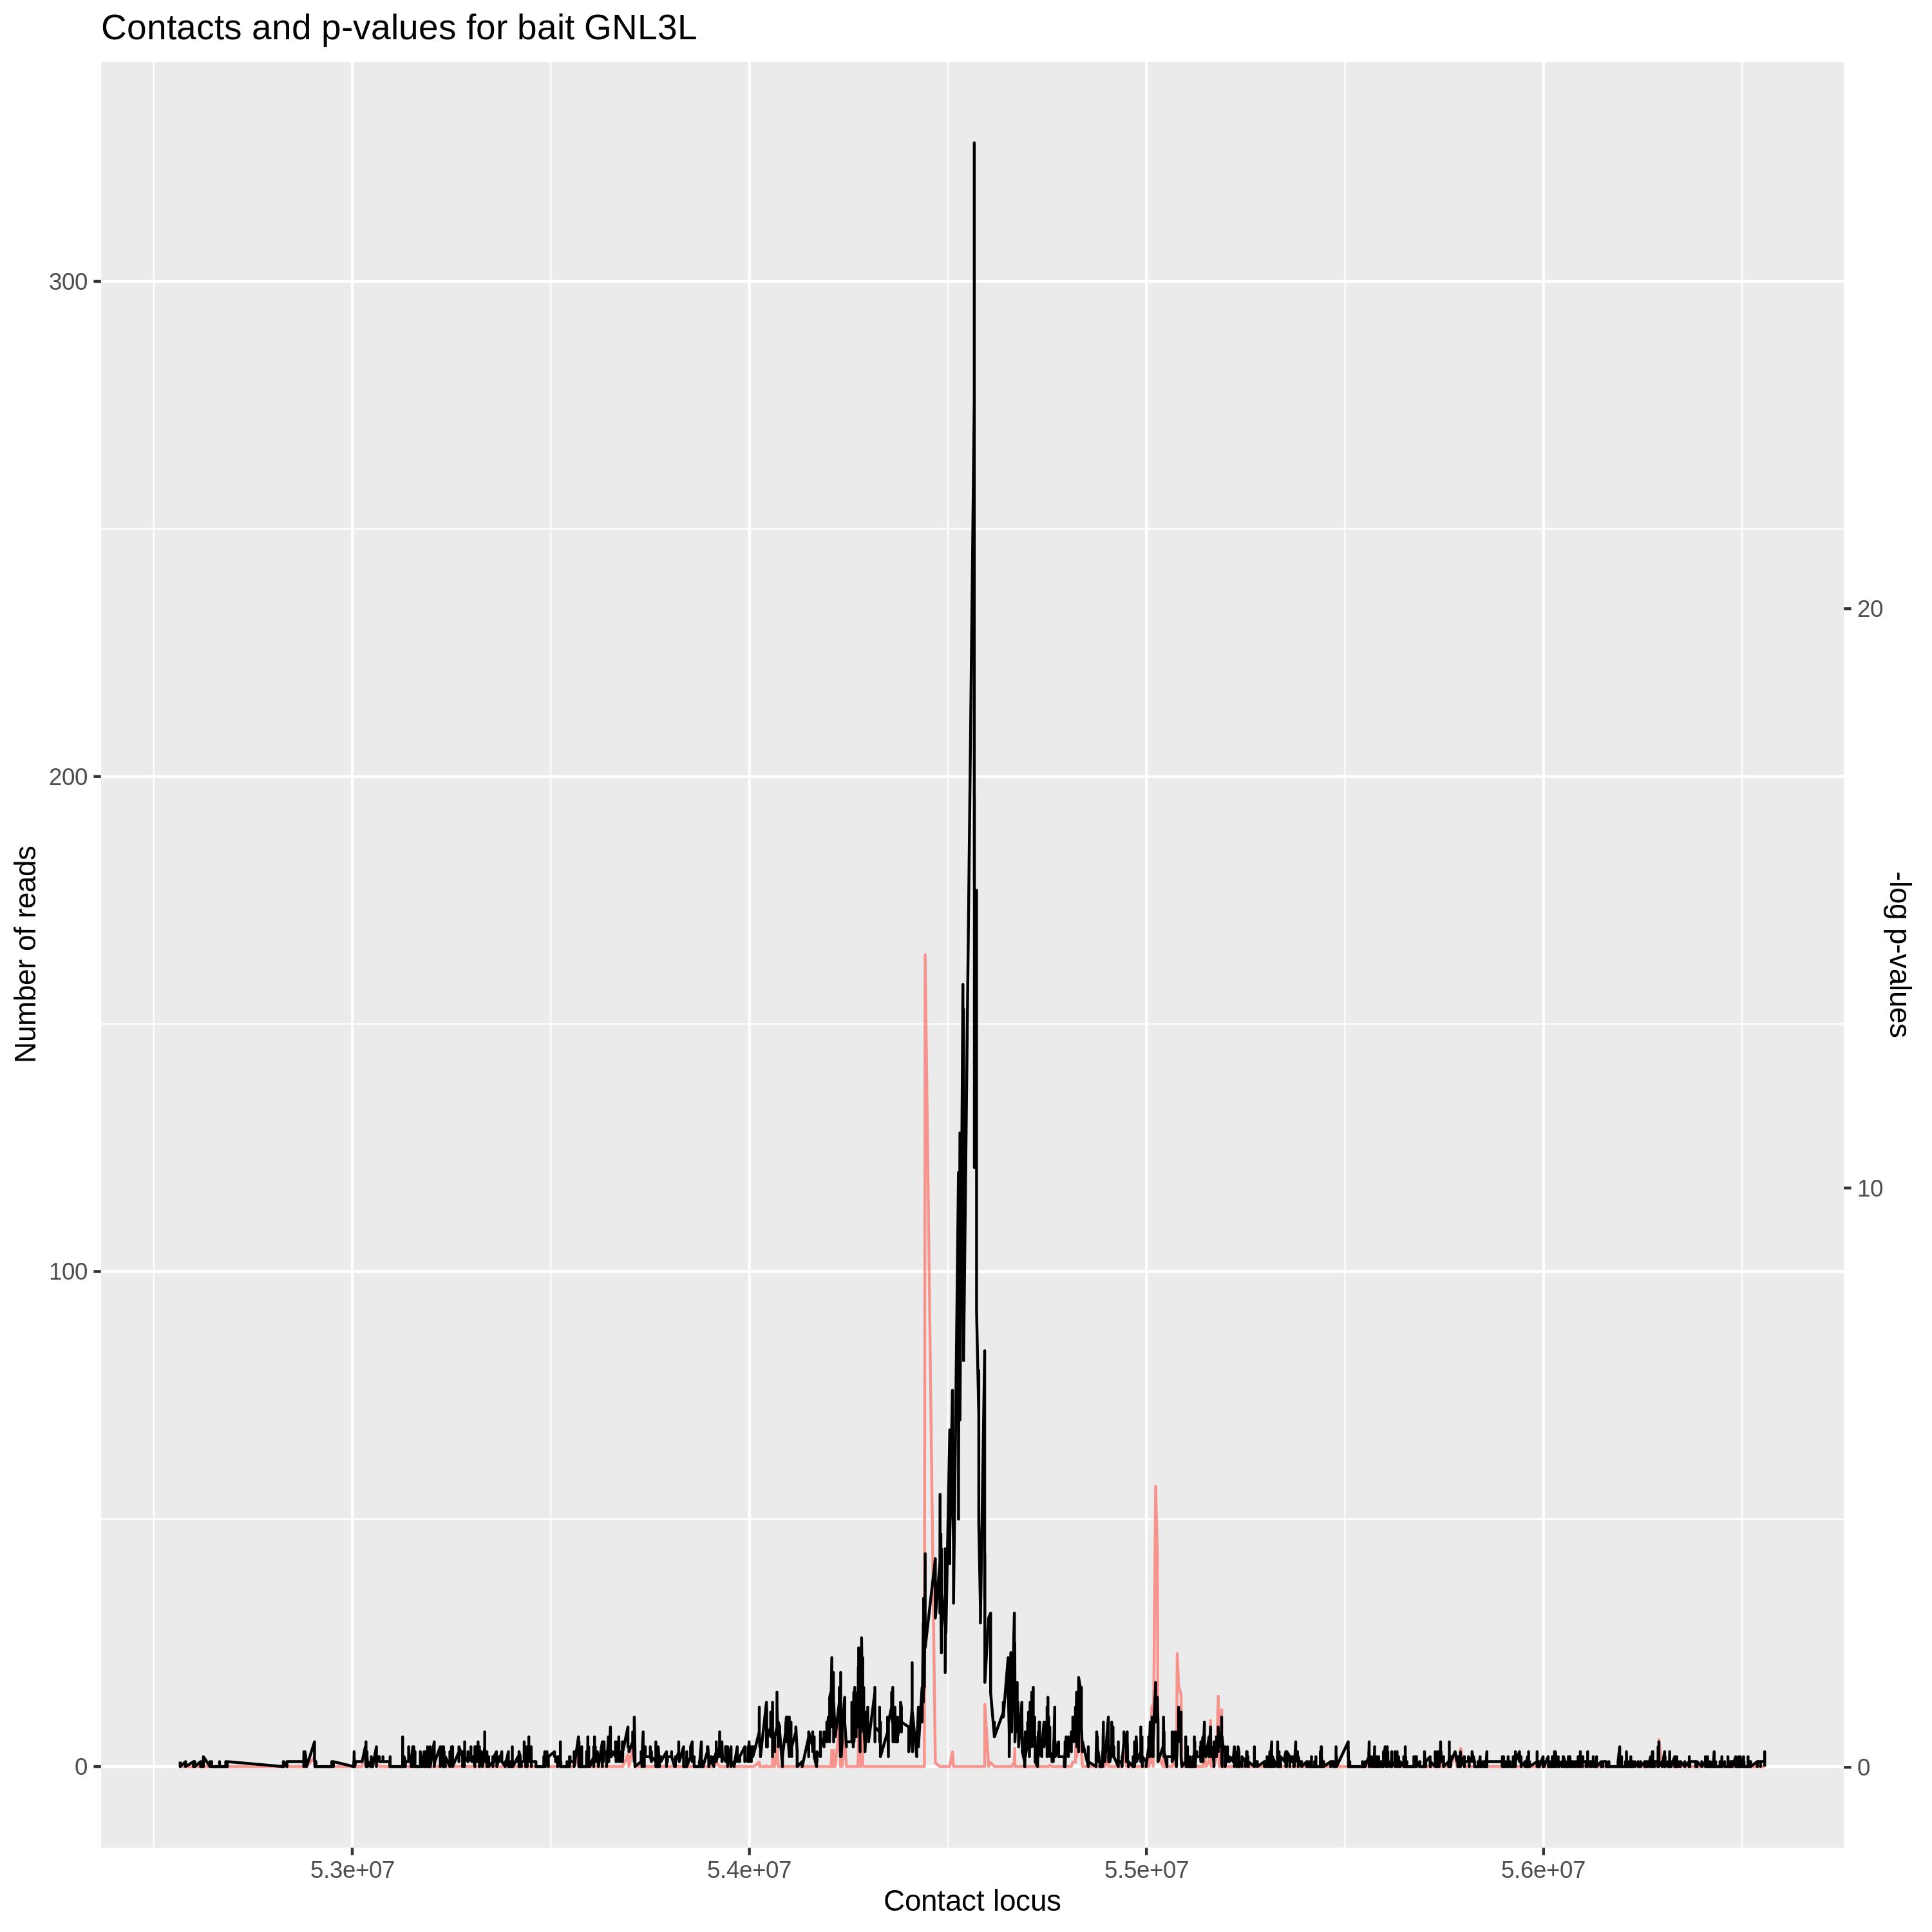 Contacts and p-values for bait GNL3L
300
200
100
0
Number of reads
20
10
0
-log p-values
5.3e+07
5.4e+07
5.5e+07
5.6e+07
Contact locus